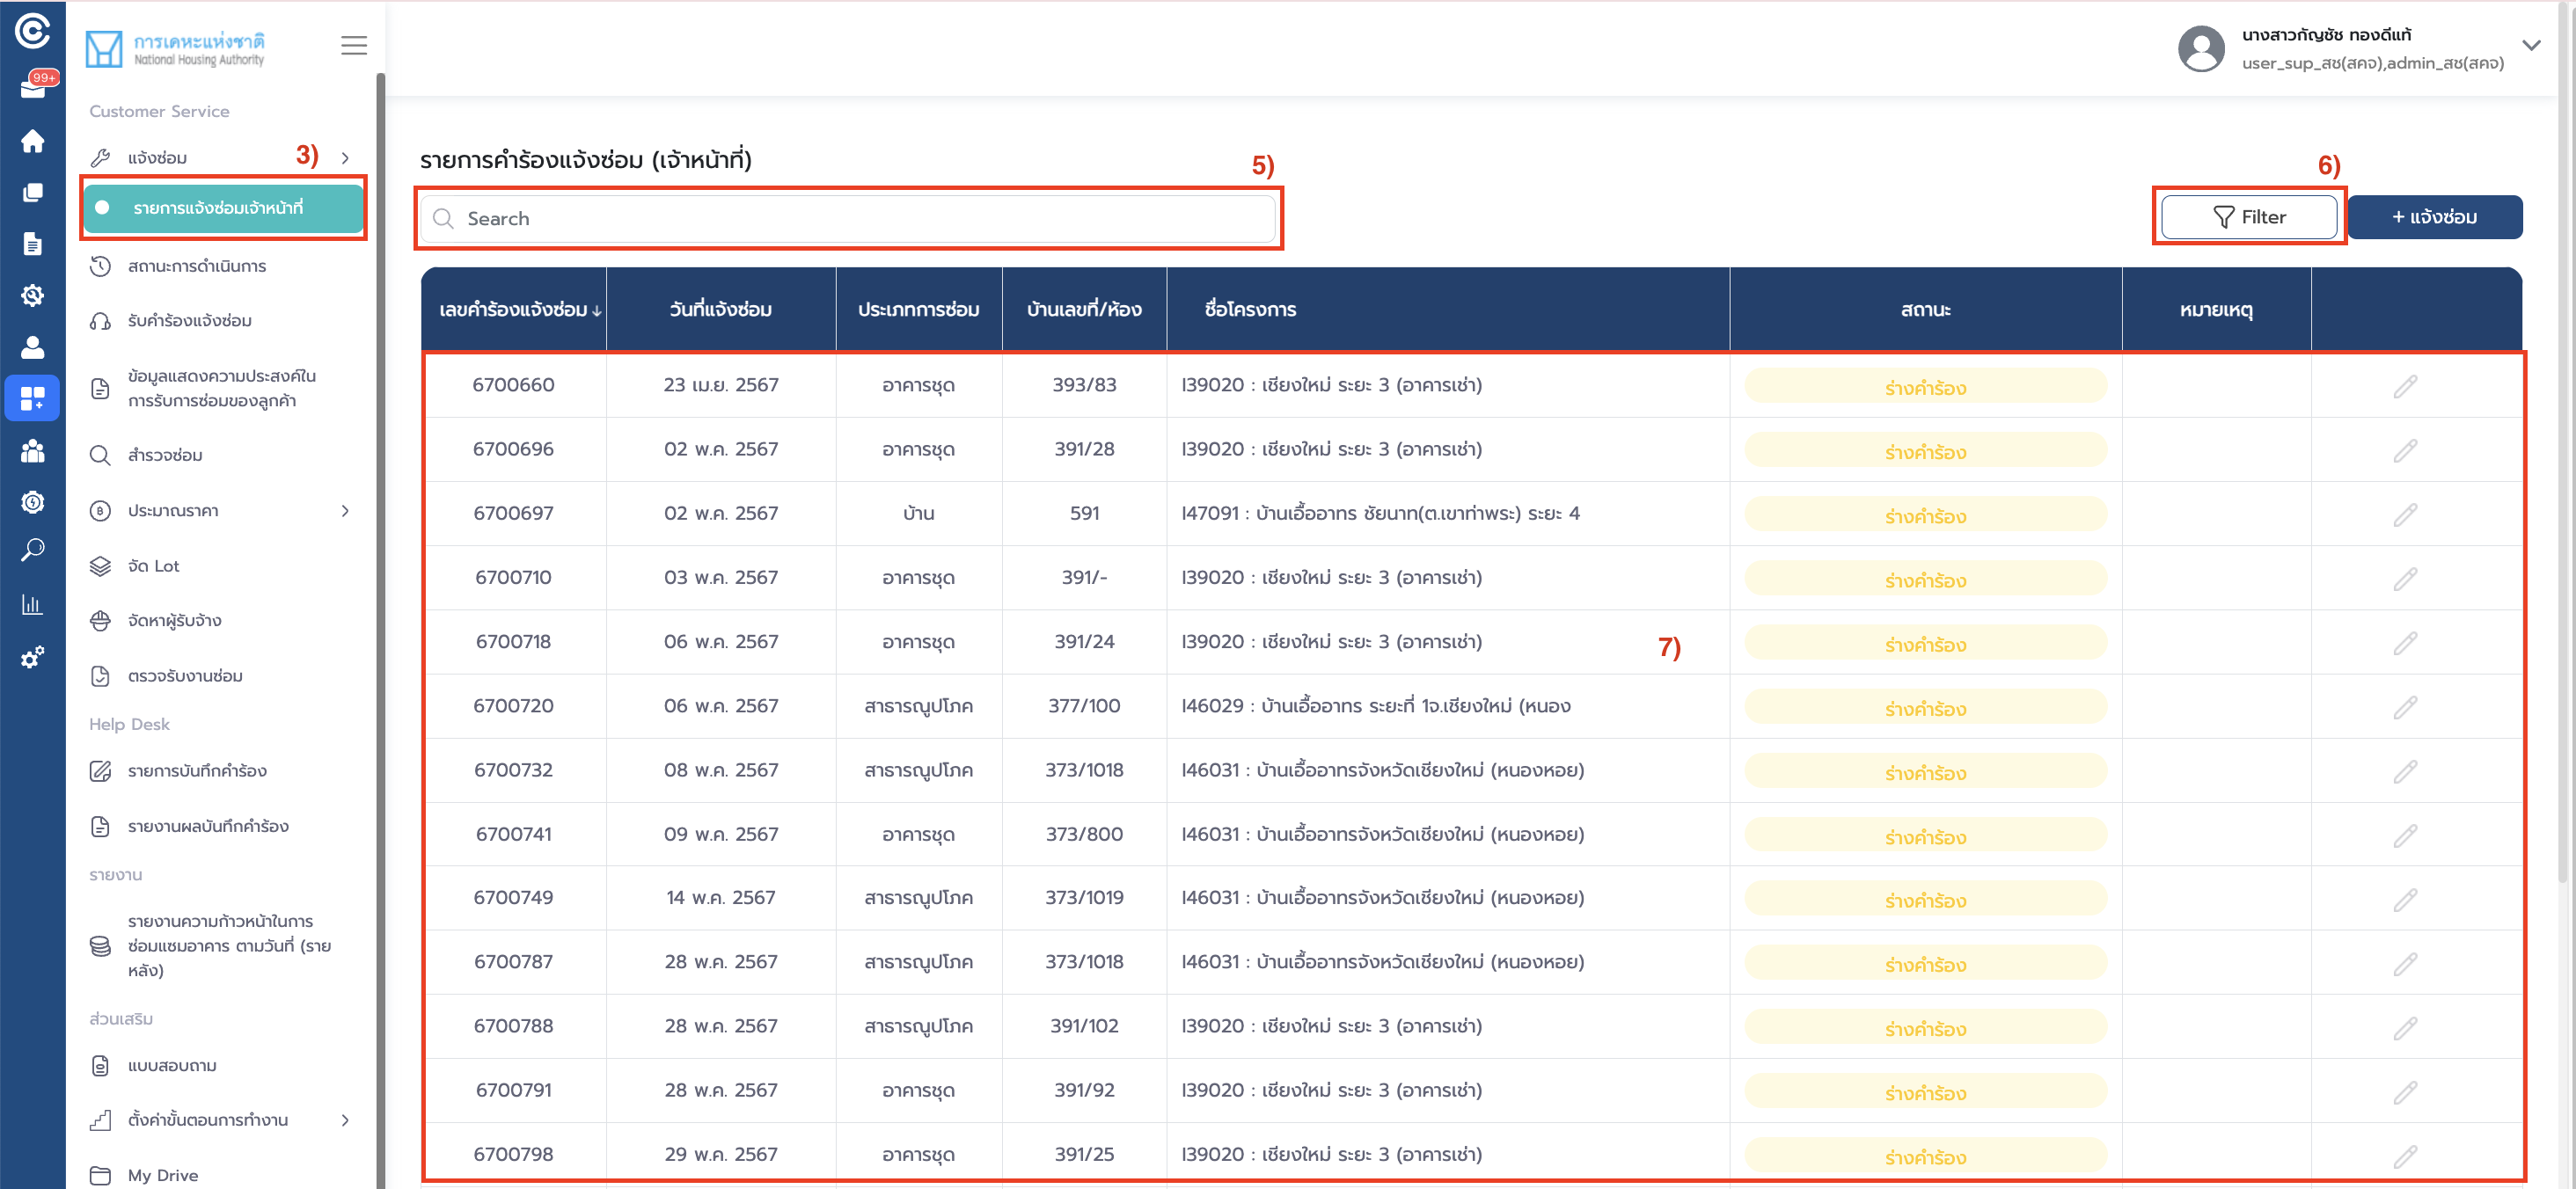 99+
การเคหะแห่งชาติ
National Housing Authority
Customer Service
แจ้งซ่อม
3)
รายการแจ้งซ่อมเจ้าหน้าที่
สถานะการดำเนินการ
รับคำร้องแจ้งซ่อม
ข้อมูลแสดงความประสงค์ใน
การรับการซ่อมของลูกค้า
สำรวจซ่อม
ประมาณราคา
จัด Lot
จัดหาผู้รับจ้าง
ตรวจรับงานซ่อม
Help Desk
รายการบันทึกคำร้อง
รายงานผลบันทึกคำร้อง
รายงาน
รายงานความก้าวหน้าในการ
ซ่อมแซมอาคาร ตามวันที่ (ราย
หลัง)
ส่วนเสริม
แบบสอบถาม
ตั้งค่าขั้นตอนการทำงาน
My Drive
นางสาวกัญชัช ทองดีแท้
user_sup_สช(สคจ),admin_สช(สคจ)
รายการคำร้องแจ้งซ่อม (เจ้าหน้าที่)
5)
6)
Search
Filter
+ แจ้งซ่อม
เลขคำร้องแจ้งซ่อม วันที่แจ้งซ่อม ประเภทการซ่อม บ้านเลขที่/ห้อง ชื่อโครงการ สถานะ หมายเหตุ
6700660 23 เม.ย. 2567 อาคารชุด 393/83 I39020 : เชียงใหม่ ระยะ 3 (อาคารเช่า) ร่างคำร้อง
6700696 02 พ.ค. 2567 อาคารชุด 391/28 I39020 : เชียงใหม่ ระยะ 3 (อาคารเช่า) ร่างคำร้อง
6700697 02 พ.ค. 2567 บ้าน 591 I47091 : บ้านเอื้ออาทร ชัยนาท(ต.เขาท่าพระ) ระยะ 4 ร่างคำร้อง
6700710 03 พ.ค. 2567 อาคารชุด 391/- I39020 : เชียงใหม่ ระยะ 3 (อาคารเช่า) ร่างคำร้อง
6700718 06 พ.ค. 2567 อาคารชุด 391/24 I39020 : เชียงใหม่ ระยะ 3 (อาคารเช่า) 7) ร่างคำร้อง
6700720 06 พ.ค. 2567 สาธารณูปโภค 377/100 I46029 : บ้านเอื้ออาทร ระยะที่ 1จ.เชียงใหม่ (หนอง ร่างคำร้อง
6700732 08 พ.ค. 2567 สาธารณูปโภค 373/1018 I46031 : บ้านเอื้ออาทรจังหวัดเชียงใหม่ (หนองหอย) ร่างคำร้อง
6700741 09 พ.ค. 2567 อาคารชุด 373/800 I46031 : บ้านเอื้ออาทรจังหวัดเชียงใหม่ (หนองหอย) ร่างคำร้อง
6700749 14 พ.ค. 2567 สาธารณูปโภค 373/1019 I46031 : บ้านเอื้ออาทรจังหวัดเชียงใหม่ (หนองหอย) ร่างคำร้อง
6700787 28 พ.ค. 2567 สาธารณูปโภค 373/1018 I46031 : บ้านเอื้ออาทรจังหวัดเชียงใหม่ (หนองหอย) ร่างคำร้อง
6700788 28 พ.ค. 2567 สาธารณูปโภค 391/102 I39020 : เชียงใหม่ ระยะ 3 (อาคารเช่า) ร่างคำร้อง
6700791 28 พ.ค. 2567 อาคารชุด 391/92 I39020 : เชียงใหม่ ระยะ 3 (อาคารเช่า) ร่างคำร้อง
6700798 29 พ.ค. 2567 อาคารชุด 391/25 I39020 : เชียงใหม่ ระยะ 3 (อาคารเช่า) ร่างคำร้อง